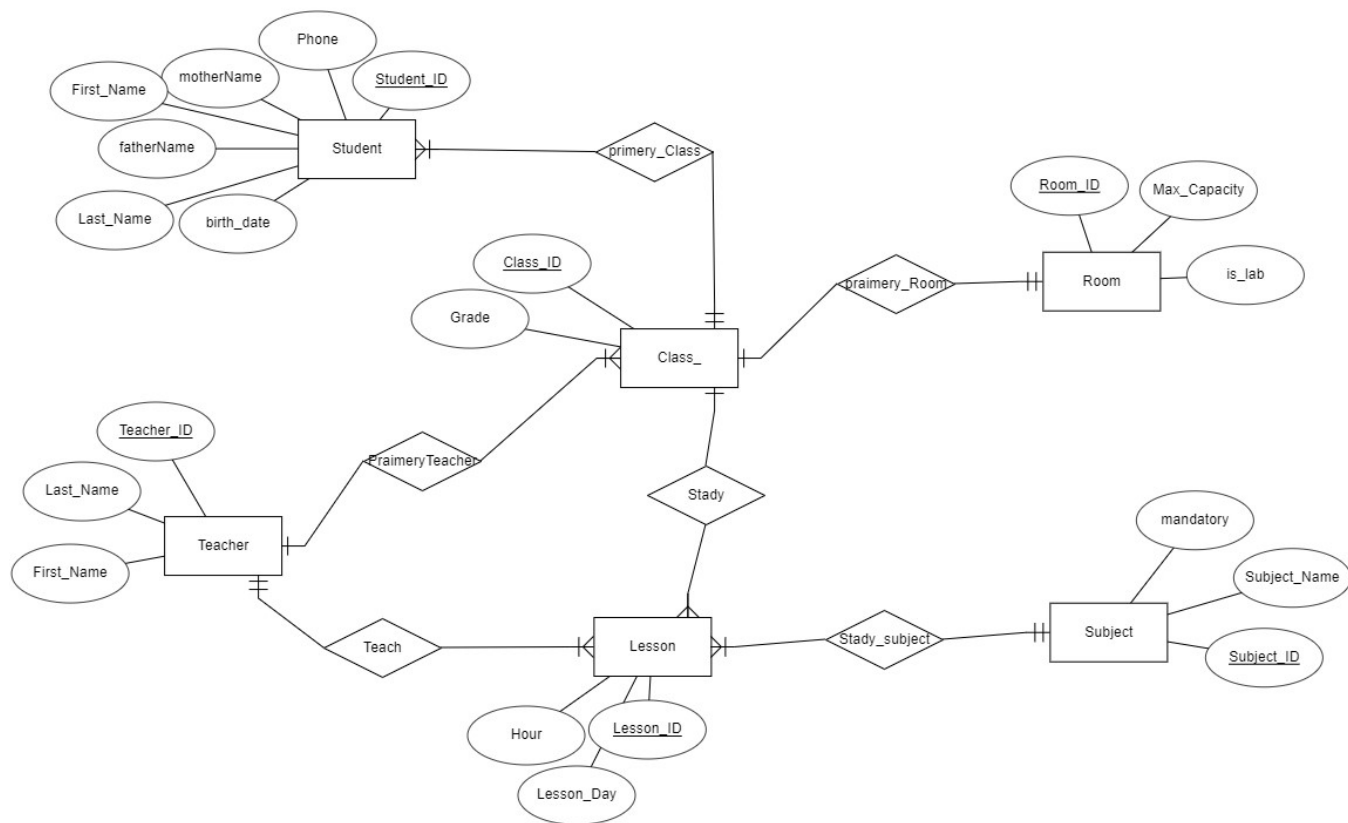 Phone
motherName
Student_ID
First_Name
fatherName
Student
primery_Class
Last_Name
birth_date
Room_ID
Max_Capacity
Class_ID
praimery_Room
Room
is_lab
Grade
Class_
Teacher_ID
PraimeryTeacher
Last_Name
Stady
Teacher
mandatory
First_Name
Subject_Name
Teach
Lesson
Stady_subject
Subject
Subject_ID
Hour
Lesson_ID
Lesson_Day